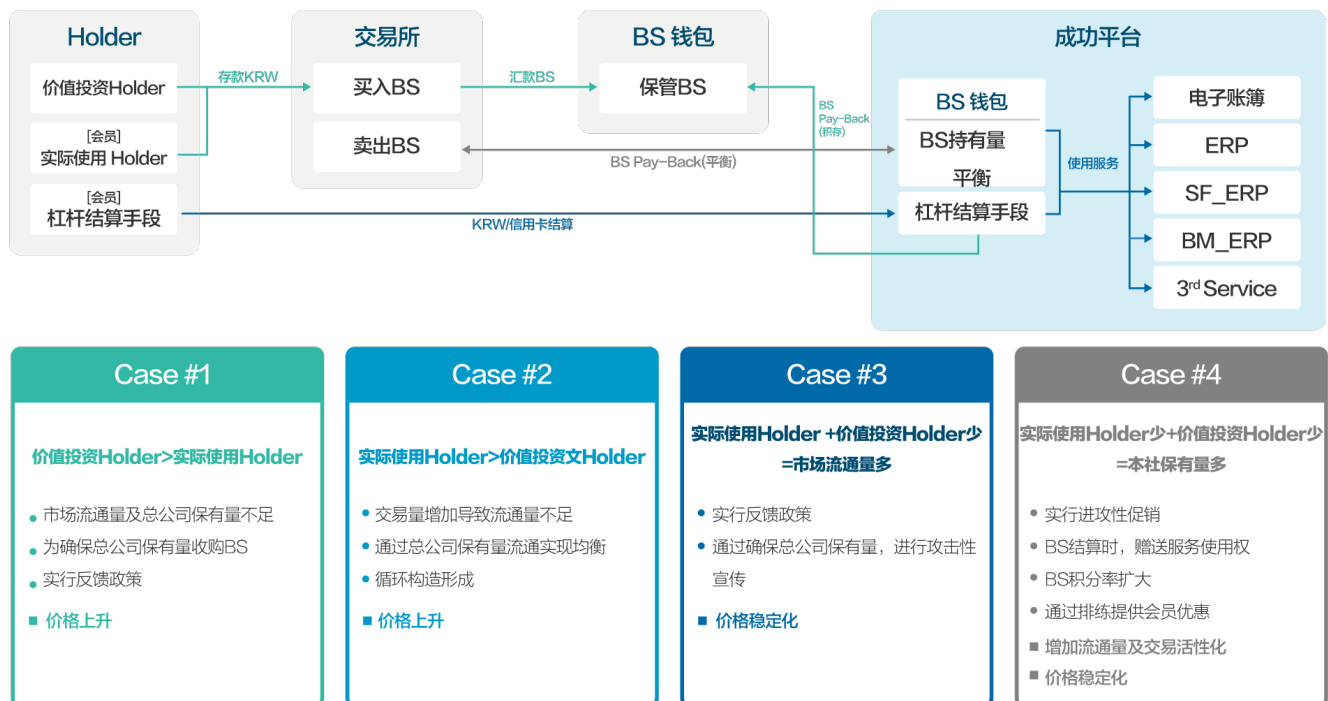 Holder
价值投资Holder
[会员]
实际使用 Holder
[会员]
杠杆结算手段
存款KRW
交易所
买入BS
卖出BS
汇款BS
BS 钱包
保管BS
BS
Pay-Back
(积存)
BS Pay-Back(平衡)
KRW/信用卡结算
成功平台
BS 钱包
BS持有量
平衡
杠杆结算手段
使用服务
电子账簿
ERP
SF_ERP
BM_ERP
3rd Service
Case #1
价值投资Holder>实际使用Holder
• 市场流通量及总公司保有量不足
• 为确保总公司保有量收购BS
• 实行反馈政策
■ 价格上升
Case #2
实际使用Holder>价值投资文Holder
• 交易量增加导致流通量不足
• 通过总公司保有量流通实现均衡
• 循环构造形成
■ 价格上升
Case #3
实际使用Holder +价值投资Holder少
=市场流通量多
• 实行反馈政策
• 通过确保总公司保有量，进行攻击性
宣传
■ 价格稳定化
Case #4
实际使用Holder少+价值投资Holder少
=本社保有量多
• 实行进攻性促销
• BS结算时，赠送服务使用权
• BS积分率扩大
• 通过排练提供会员优惠
■ 增加流通量及交易活性化
■ 价格稳定化